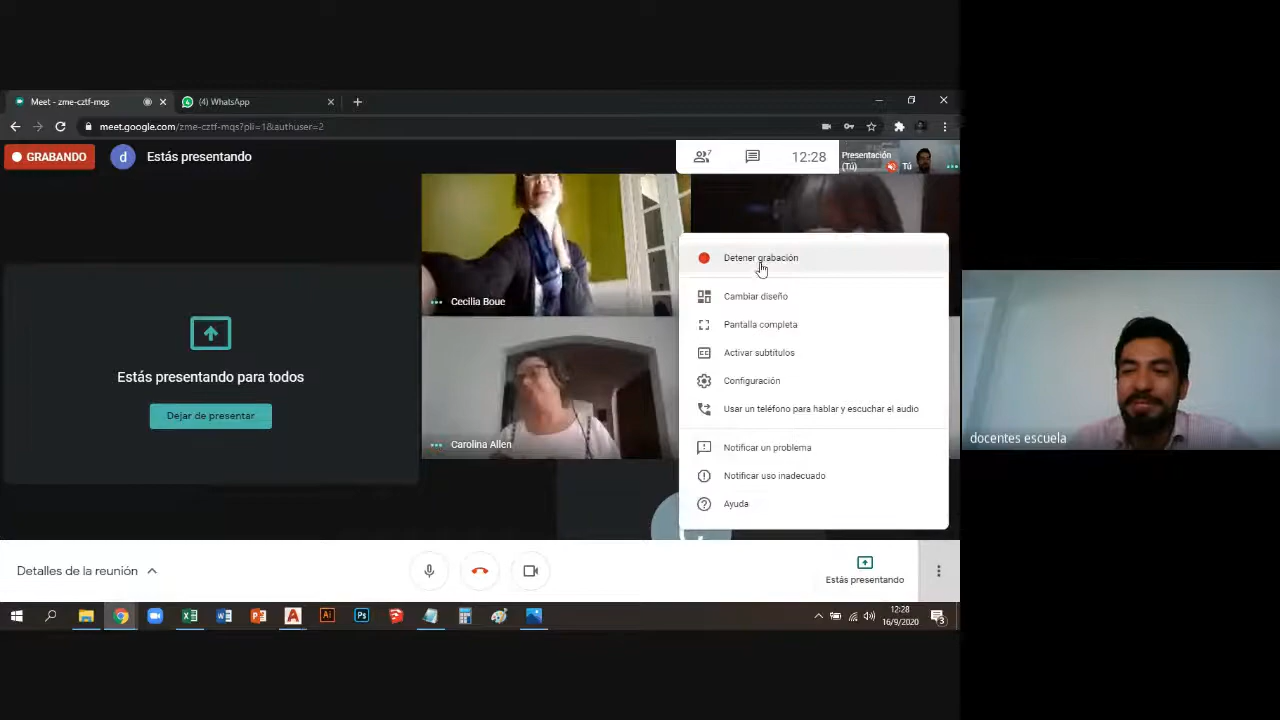 Meet - zme-cztf-mqs
(4) WhatsApp
meet.google.com/zme-cztf-mqs?pli=1&authuser=2
GRABANDO
d
Estás presentando
7
12:28
Presentación
(Tú)
Tú
Detener grabación
Cecilia Boue
Cambiar diseño
Pantalla completa
Estás presentando para todos
Activar subtítulos
Configuración
Dejar de presentar
Usar un teléfono para hablar y escuchar el audio
Carolina Allen
docentes escuela
Notificar un problema
Notificar uso inadecuado
Ayuda
Detalles de la reunión
Estás presentando
12:28
16/9/2020
3